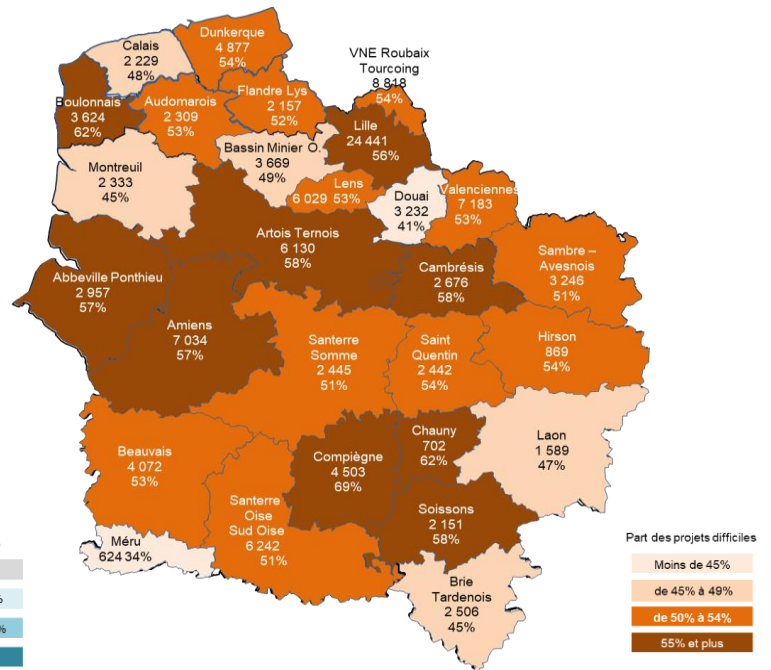 Dunkerque
4 877
54%
Calais
2 229
48%
VNE Roubaix
Tourcoing
8 818
54%
Boulonnais
3 624
62%
Audomarois
2 309
53%
Flandre Lys
2 157
52%
Lille
24 441
56%
Bassin Minier O.
3 669
49%
Montreuil
2 333
45%
Lens
6 029 53%
Douai
3 232
41%
Valenciennes
7 183
53%
Artois Ternois
6 130
58%
Sambre –
Avesnois
3 246
51%
Cambrésis
2 676
58%
Abbeville Ponthieu
2 957
57%
Amiens
7 034
57%
Santerre
Somme
2 445
51%
Saint
Quentin
2 442
54%
Hirson
869
54%
Chauny
702
62%
Laon
1 589
47%
Beauvais
4 072
53%
Compiègne
4 503
69%
Santerre
Oise
Sud Oise
6 242
51%
Soissons
2 151
58%
Méru
624 34%
Brie
Tardenois
2 506
45%
Part des projets difficiles
Moins de 45%
de 45% à 49%
de 50% à 54%
55% et plus
%
%